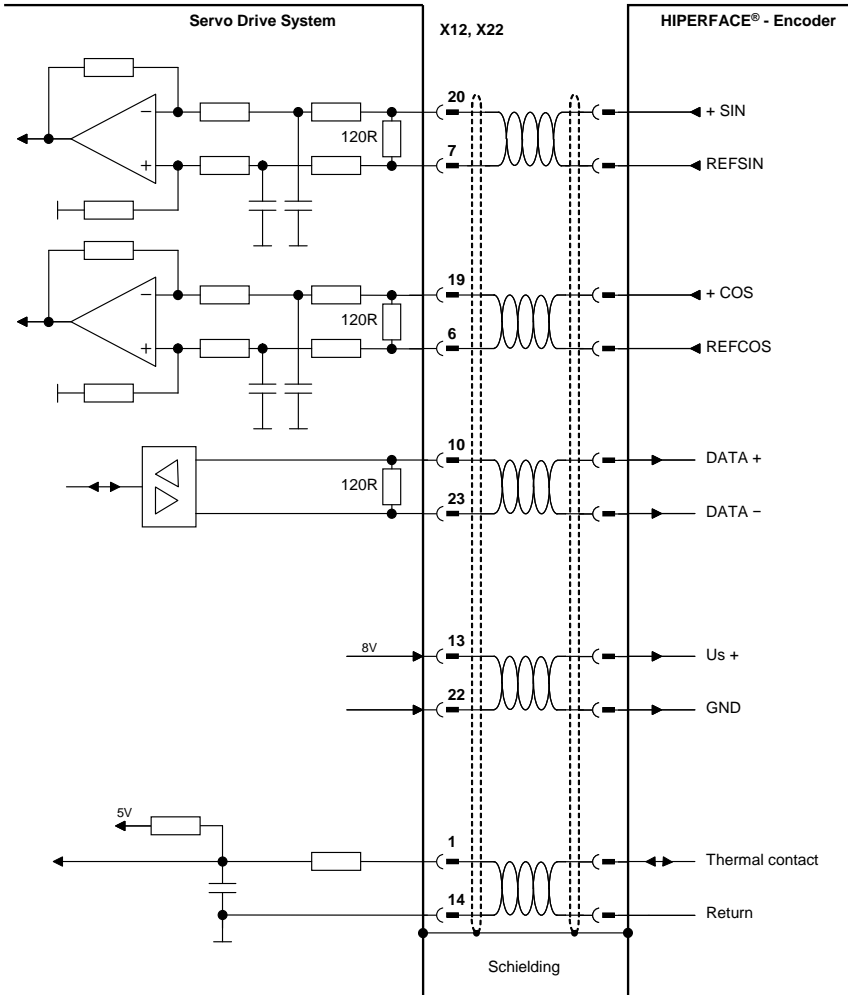 Servo Drive System
X12, X22
HIPERFACE® - Encoder
20
+ SIN
120R
7
REFSIN
19
+ COS
120R
6
REFCOS
10
DATA +
120R
23
DATA −
8V
13
Us +
22
GND
5V
1
Thermal contact
14
Return
Schielding
−
+
−
+